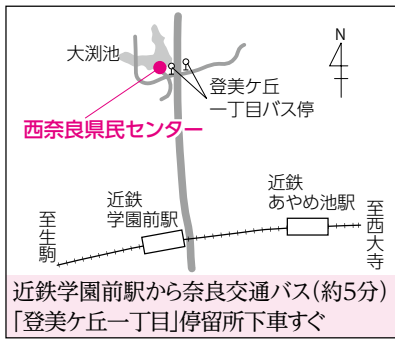 大渕池
N
登美ケ丘
一丁目バス停
西奈良県民センター
近鉄
学園前駅
近鉄
あやめ池駅
至生駒
至西大寺
近鉄学園前駅から奈良交通バス(約5分)
「登美ケ丘一丁目」停留所下車すぐ